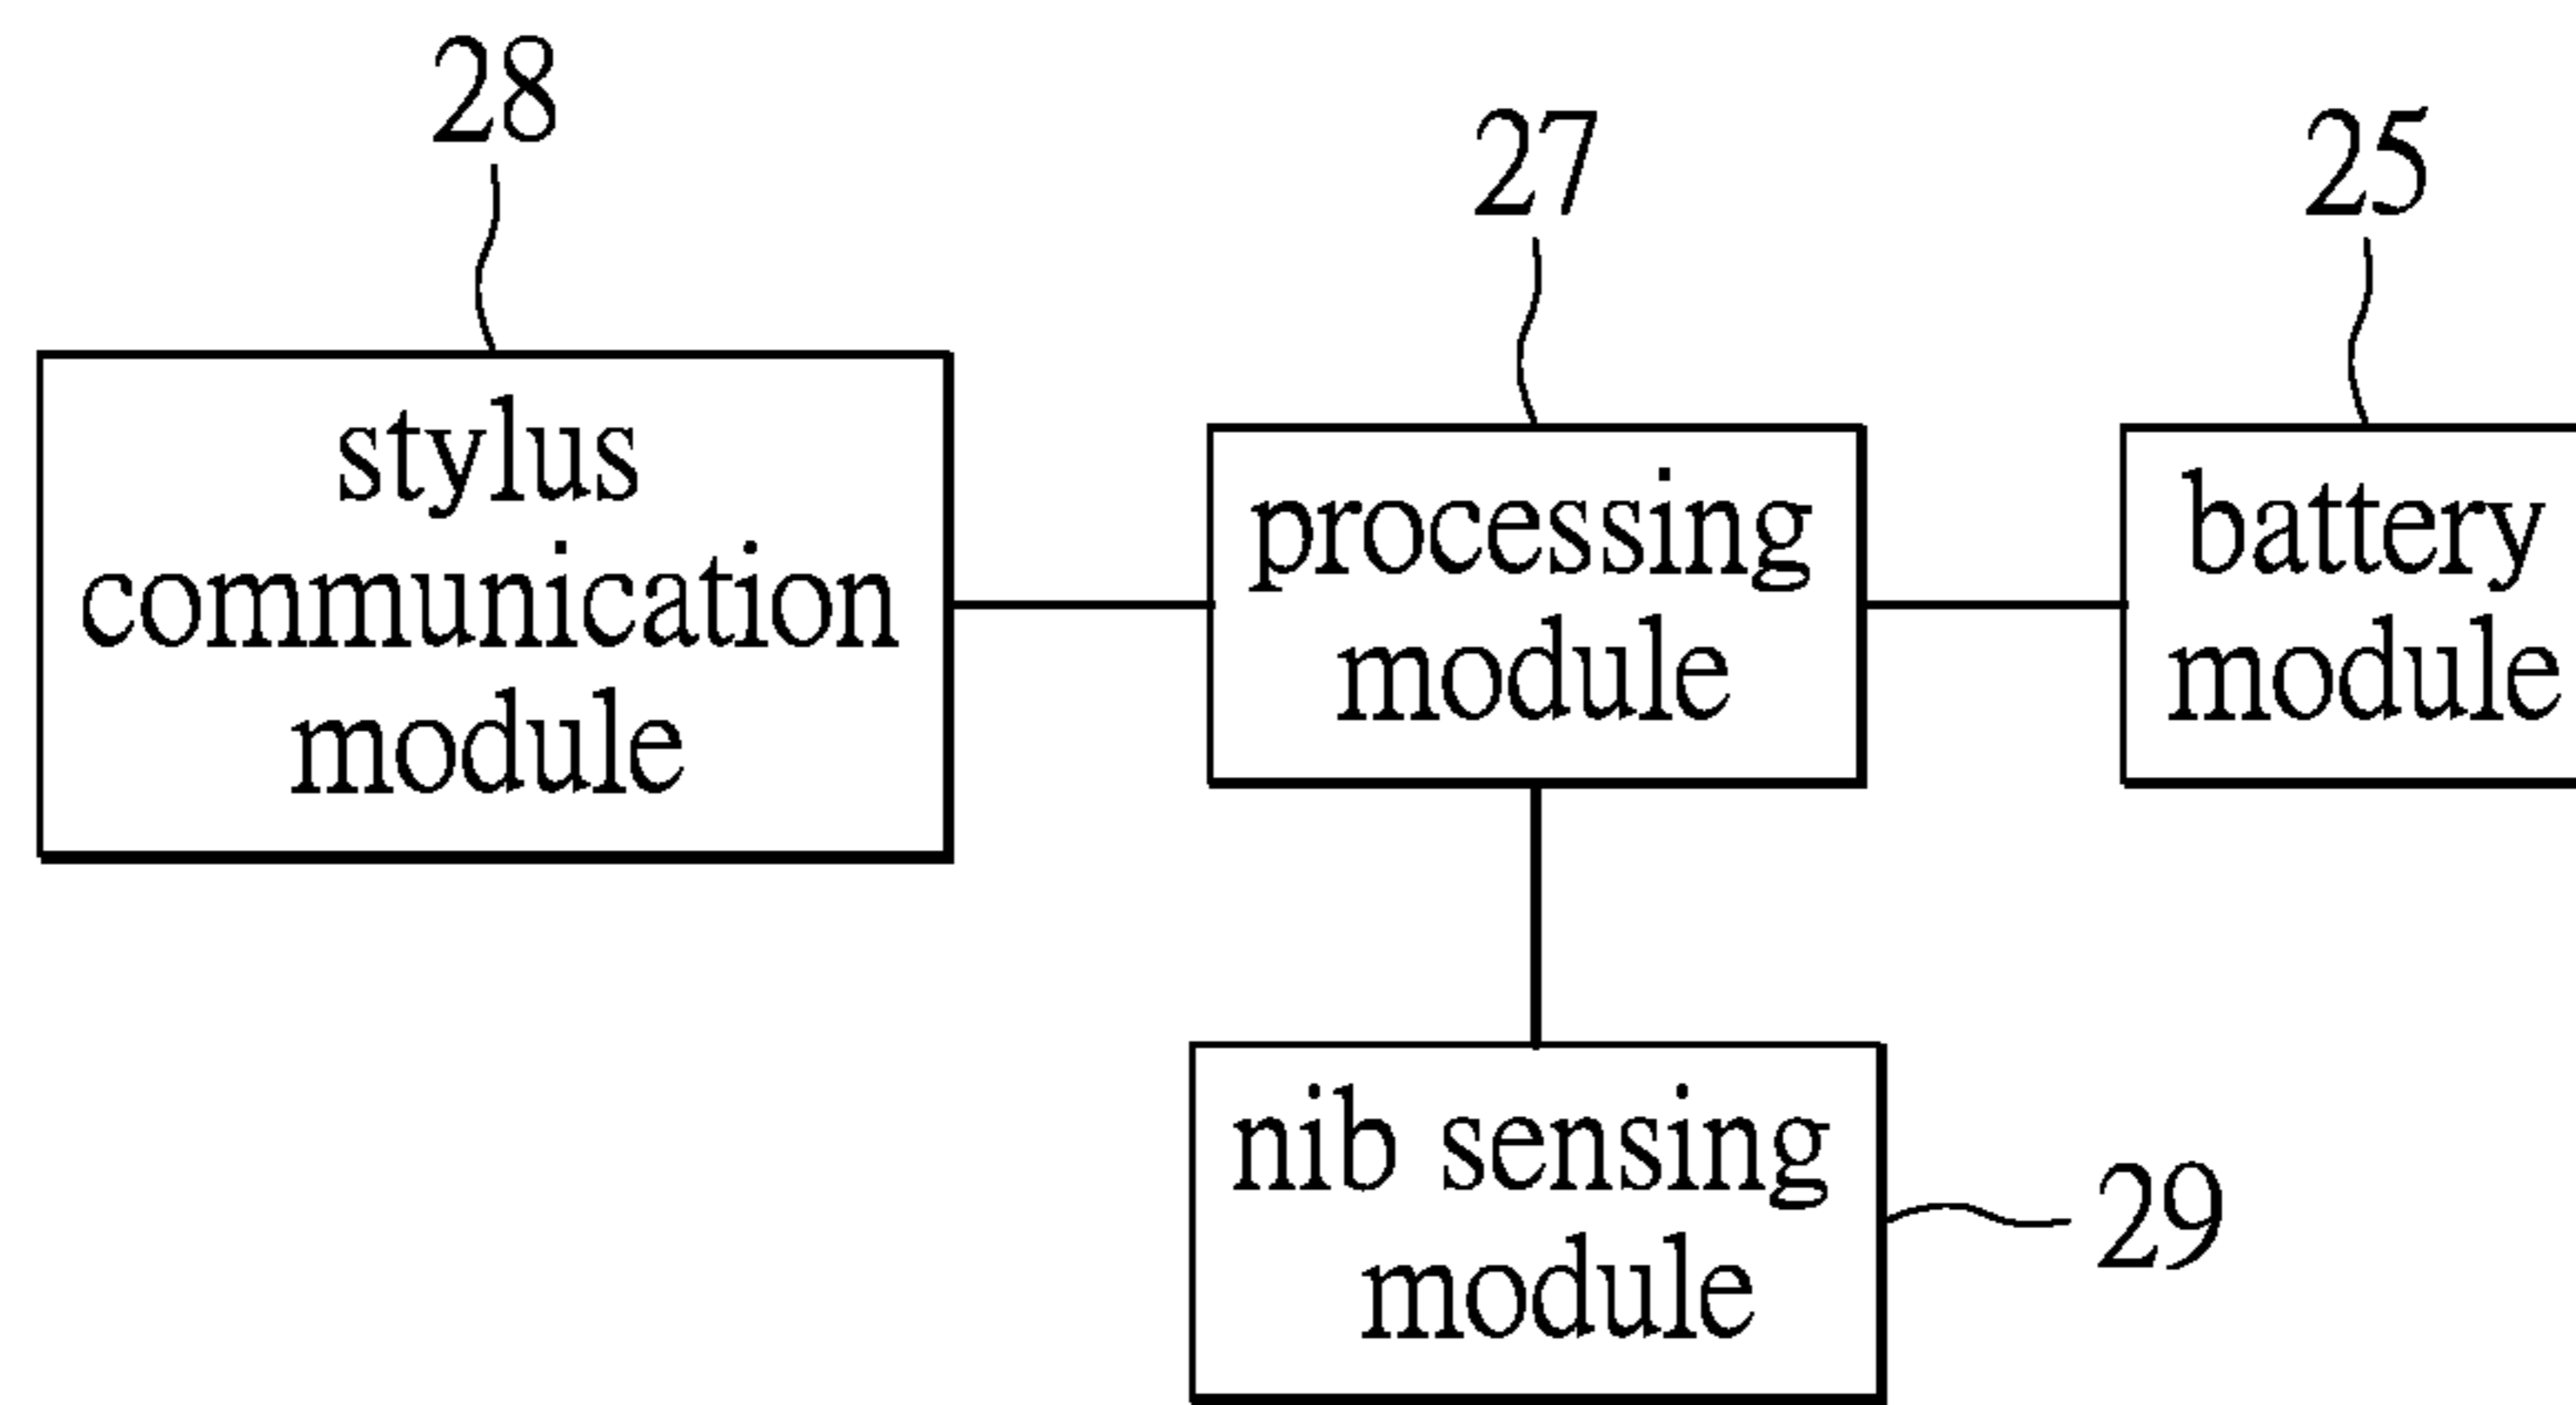 28
27
25
stylus
communication
module
processing
module
battery
module
nib sensing
module
29